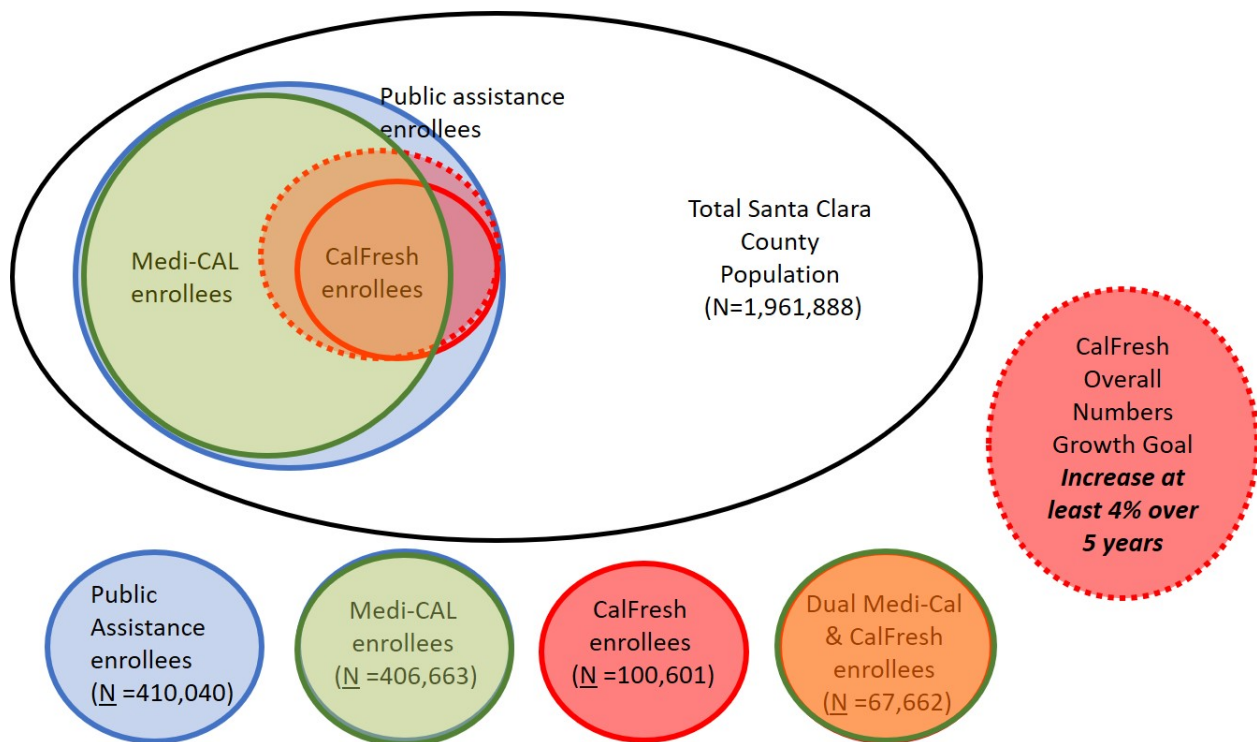 Public assistance
enrollees
Medi-CAL
enrollees
CalFresh
enrollees
Total Santa Clara
County
Population
(N=1,961,888)
CalFresh
Overall
Numbers
Growth Goal
Increase at
least 4% over
5 years
Public
Assistance
enrollees
(N =410,040)
Medi-CAL
enrollees
(N =406,663)
CalFresh
enrollees
(N =100,601)
Dual Medi-Cal
& CalFresh
enrollees
(N =67,662)